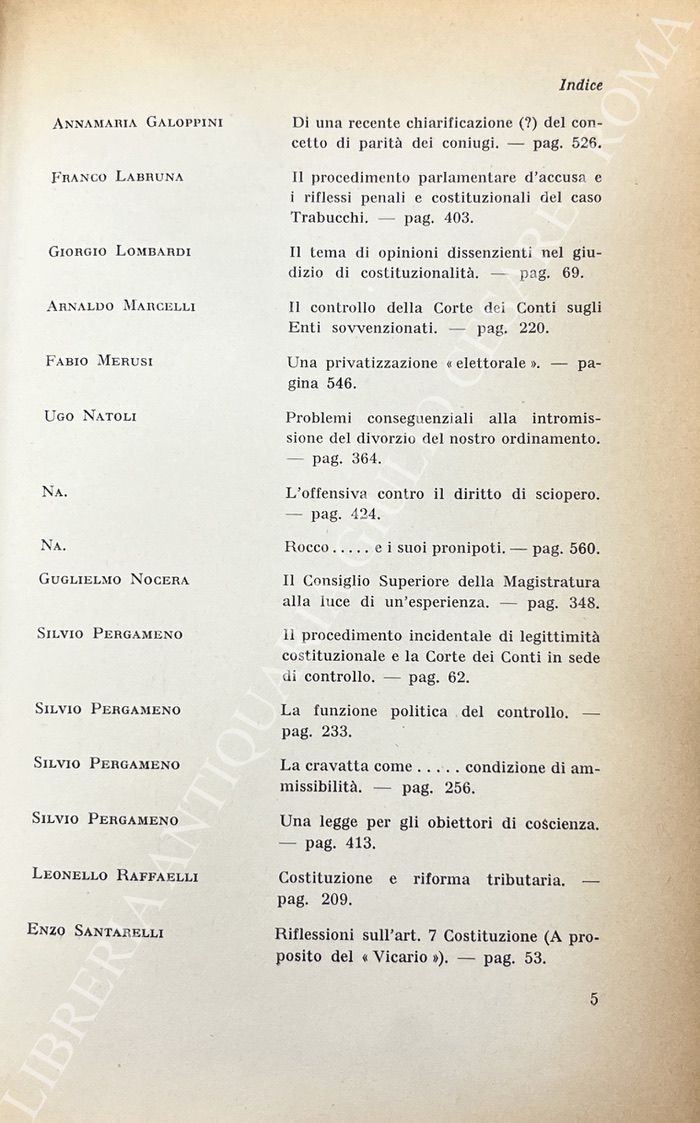 Indice
ANNAMARIA GALOPPINI Di una recente chiarificazione (?) del con-
cetto di parità dei coniugi. — pag. 526.
FRANCO LABRUNA Il procedimento parlamentare d'accusa e
i riflessi penali e costituzionali del caso
Trabucchi. — pag. 403.
GIORGIO LOMBARDI Il tema di opinioni dissenzienti nel giu-
dizio di costituzionalità. — pag. 69.
ARNALDO MARCELLI Il controllo della Corte dei Conti sugli
Enti sovvenzionati. — pag. 220.
FABIO MERUSI Una privatizzazione « elettorale ». — pa-
gina 546.
UGO NATOLI Problemi conseguenziali alla intromis-
sione del divorzio del nostro ordinamento.
— pag. 364.
NA. L'offensiva contro il diritto di sciopero.
— pag. 424.
NA. Rocco ..... e i suoi pronipoti. — pag. 560.
GUGLIELMO NOCERA Il Consiglio Superiore della Magistratura
alla luce di un'esperienza. — pag. 348.
SILVIO PERGAMENO Il procedimento incidentale di legittimità
costituzionale e la Corte dei Conti in sede
di controllo. — pag. 62.
SILVIO PERGAMENO La funzione politica del controllo. —
pag. 233.
SILVIO PERGAMENO La cravatta come ..... condizione di am-
missibilità. — pag. 256.
SILVIO PERGAMENO Una legge per gli obiettori di coscienza.
— pag. 413.
LEONELLO RAFFAELLI Costituzione e riforma tributaria. —
pag. 209.
ENZO SANTARELLI Riflessioni sull'art. 7 Costituzione (A pro-
posito del « Vicario »). — pag. 53.
5
LIBRERIA ANTIQUARIA GIULIO CESARE ROMA